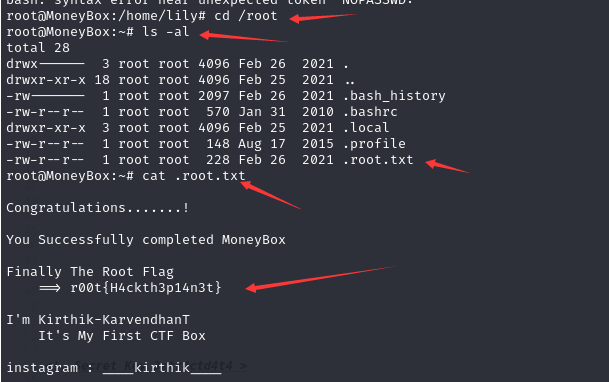 bash: syntax error near unexpected token `NOPASSWD:'
root@MoneyBox:/home/lily# cd /root
root@MoneyBox:~# ls -al
total 28
drwx------  3 root root 4096 Feb 26  2021 .
drwxr-xr-x 18 root root 4096 Feb 25  2021 ..
-rw-------  1 root root 2097 Feb 26  2021 .bash_history
-rw-r--r--  1 root root  570 Jan 31  2010 .bashrc
drwxr-xr-x  3 root root 4096 Feb 25  2021 .local
-rw-r--r--  1 root root  148 Aug 17  2015 .profile
-rw-r--r--  1 root root  228 Feb 26  2021 .root.txt
root@MoneyBox:~# cat .root.txt
Congratulations.......!
You Successfully completed MoneyBox
Finally The Root Flag
==> r00t{H4ckth3p14n3t}
I'm Kirthik-KarvendhanT
It's My First CTF Box
instagram : ____kirthik____